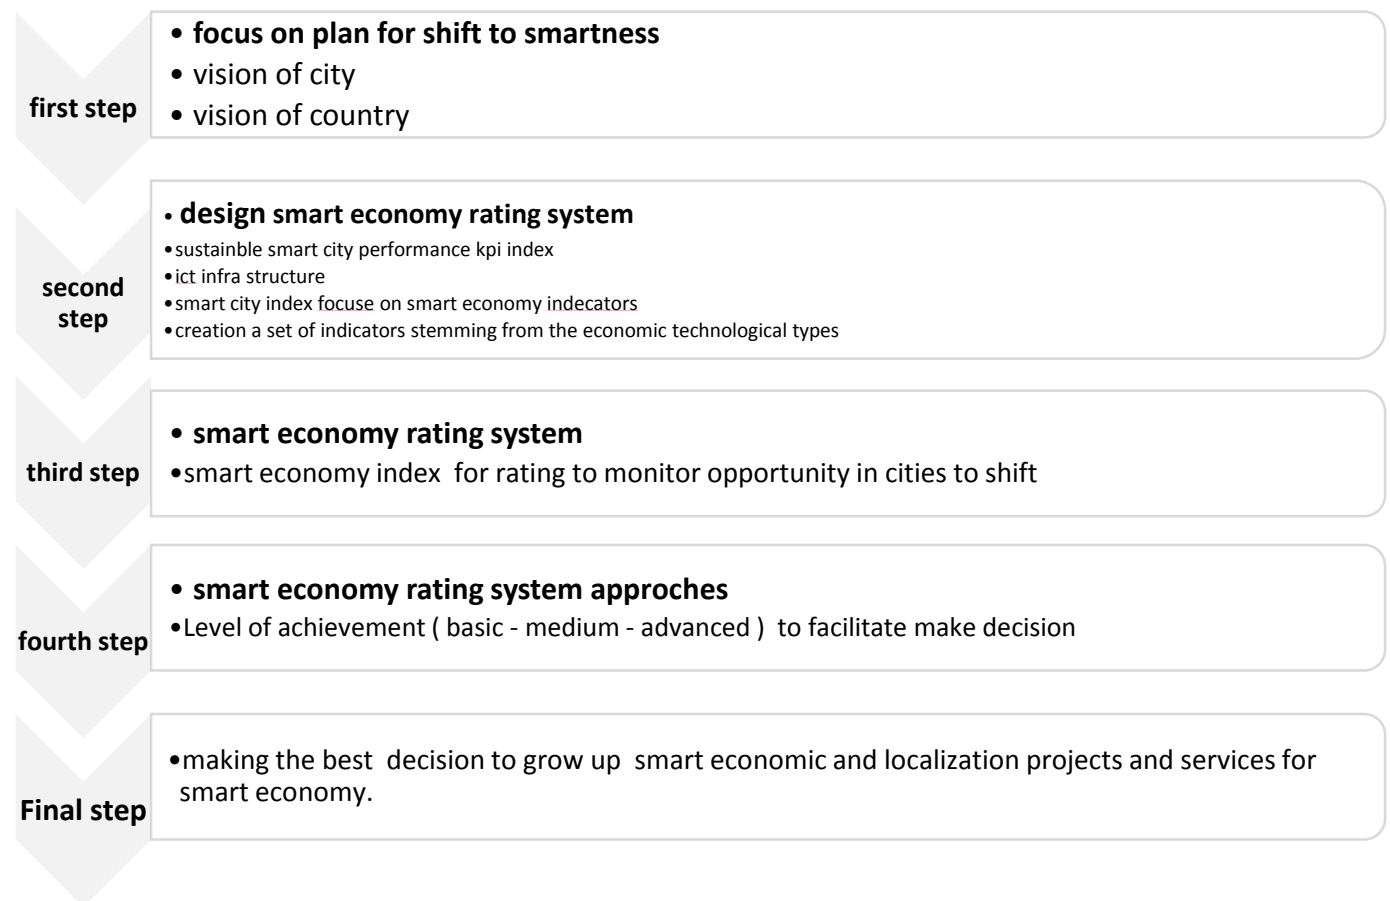 first step
• focus on plan for shift to smartness
• vision of city
• vision of country
second
step
• design smart economy rating system
•sustainble smart city performance kpi index
•ict infra structure
•smart city index focuse on smart economy indecators
•creation a set of indicators stemming from the economic technological types
third step
• smart economy rating system
•smart economy index for rating to monitor opportunity in cities to shift
fourth step
• smart economy rating system approches
•Level of achievement ( basic - medium - advanced ) to facilitate make decision
Final step
•making the best decision to grow up smart economic and localization projects and services for
smart economy.